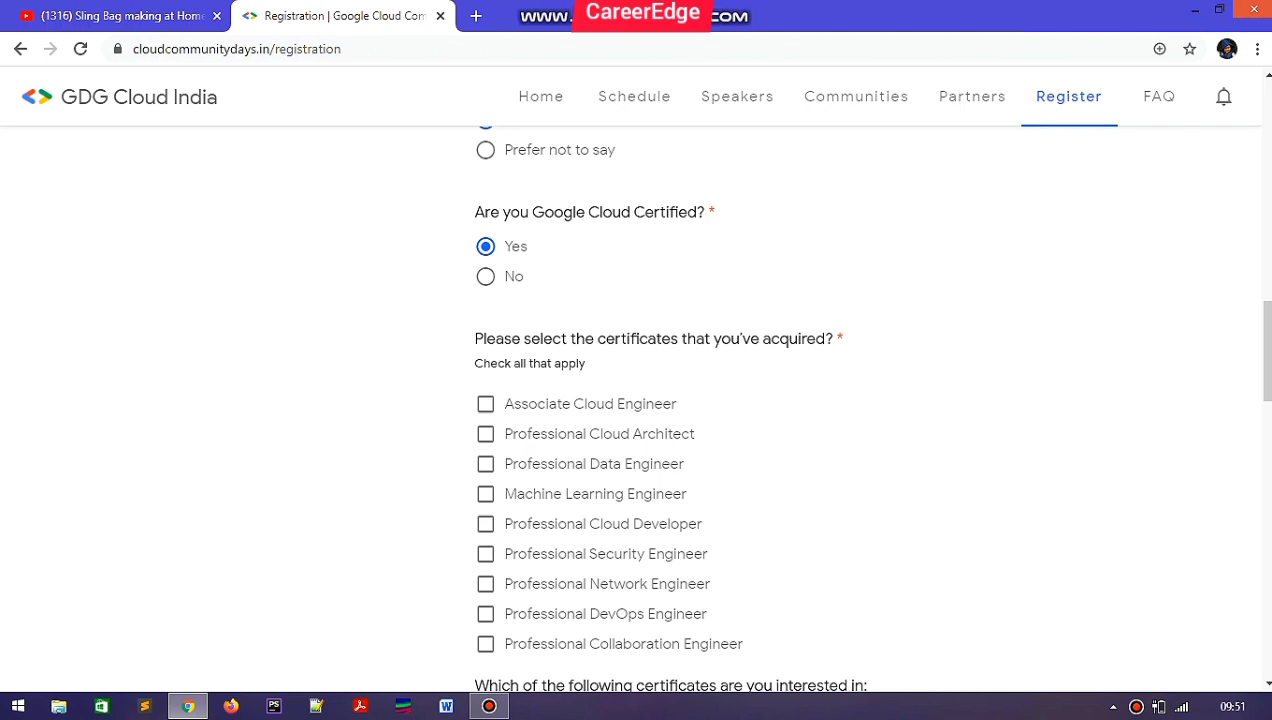 (1316) Sling Bag making at Home
Registration | Google Cloud Com
WWW.
CareerEdge
COM
cloudcommunitydays.in/registration
GDG Cloud India
Home
Schedule
Speakers
Communities
Partners
Register
FAQ
Prefer not to say
Are you Google Cloud Certified? *
Yes
No
Please select the certificates that you've acquired? *
Check all that apply
Associate Cloud Engineer
Professional Cloud Architect
Professional Data Engineer
Machine Learning Engineer
Professional Cloud Developer
Professional Security Engineer
Professional Network Engineer
Professional DevOps Engineer
Professional Collaboration Engineer
Which of the following certificates are you interested in:
09:51